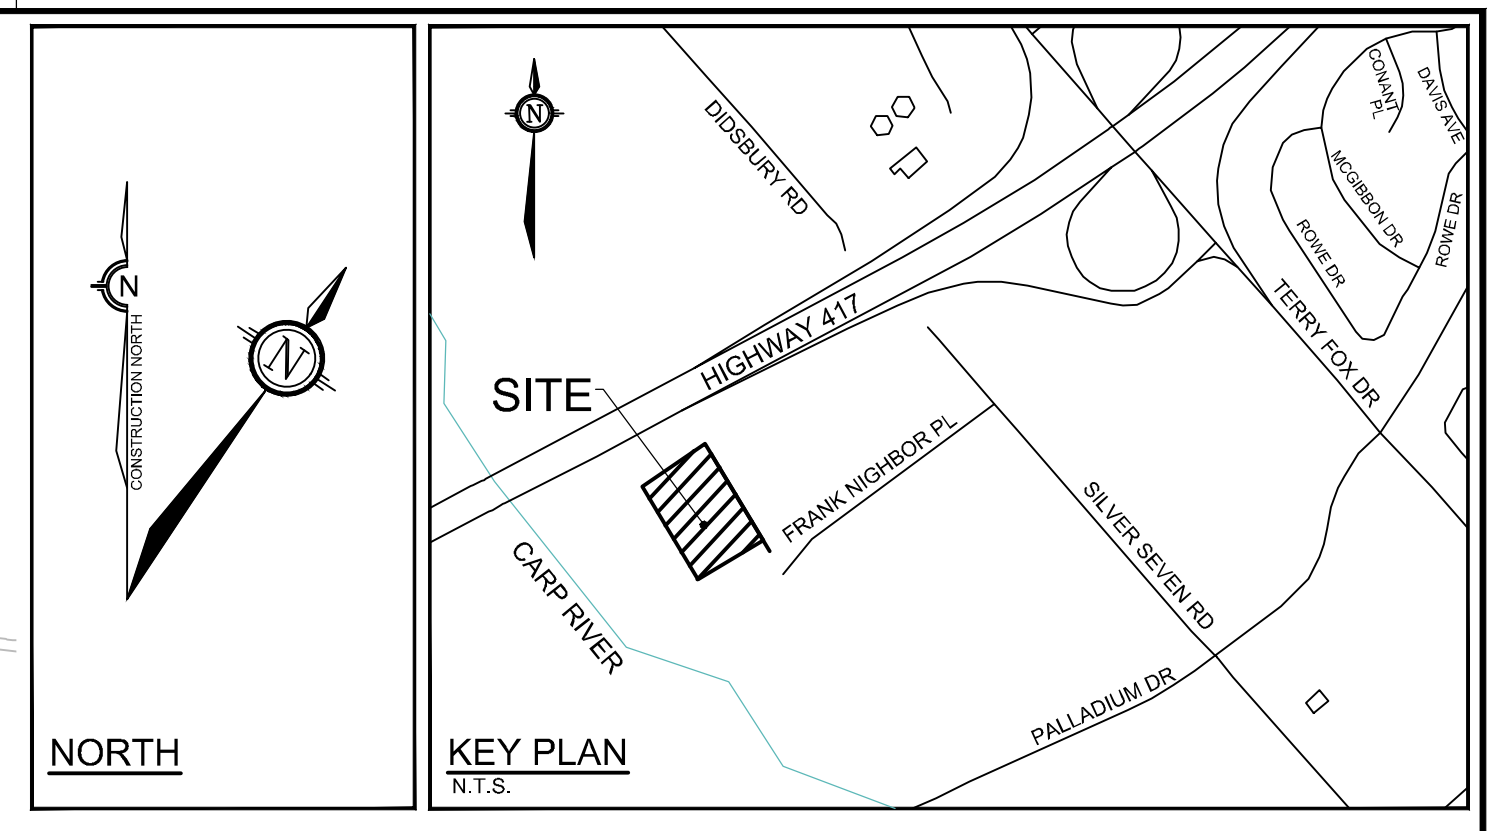 N
CONSTRUCTION NORTH
N
NORTH
N
DIDSBURY RD
CONANT
PL
DAVIS AVE
MCGIBBON DR
ROWE DR
ROWE DR
HIGHWAY 417
TERRY FOX DR
SITE
FRANK NIGHBOR PL
SILVER SEVEN RD
CARP RIVER
PALLADIUM DR
KEY PLAN
N.T.S.